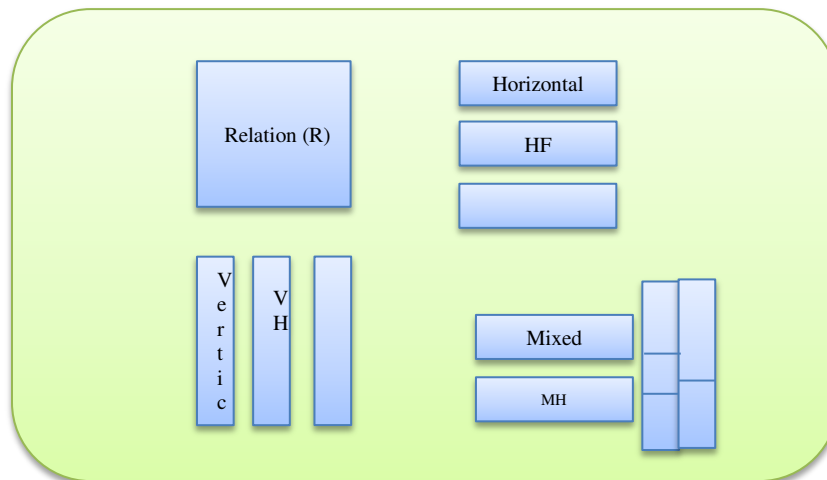 Relation (R)
Horizontal
HF
Vertic
VH
Mixed
MH